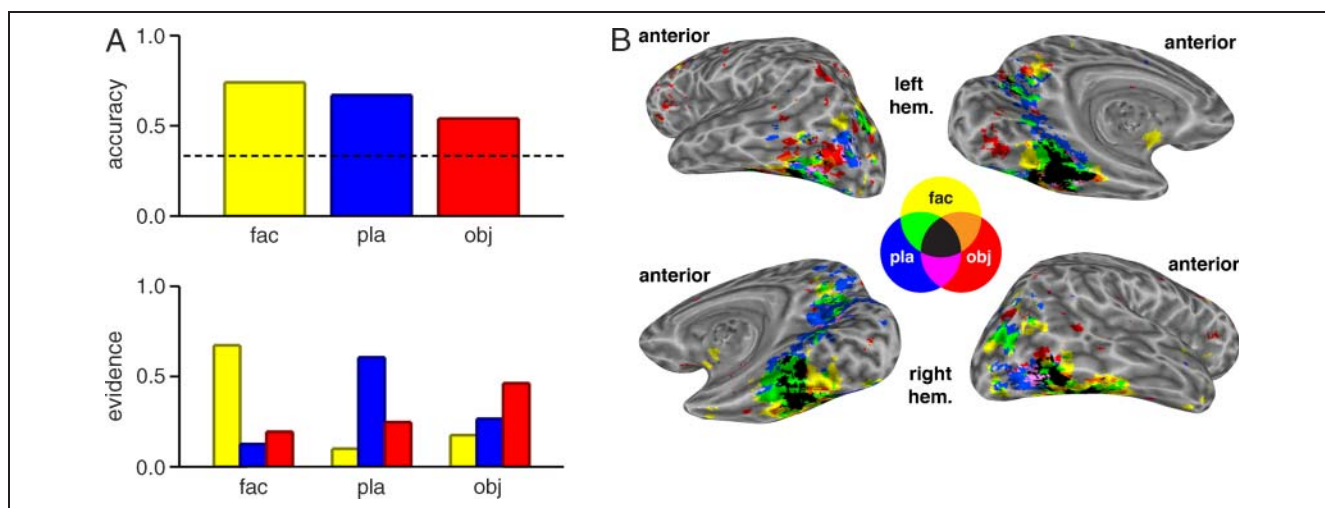 A
1.0
accuracy
0.5
0.0
fac pla obj
1.0
evidence
0.5
0.0
fac pla obj
B
anterior
anterior
left
hem.
fac
pla
obj
anterior
anterior
right
hem.